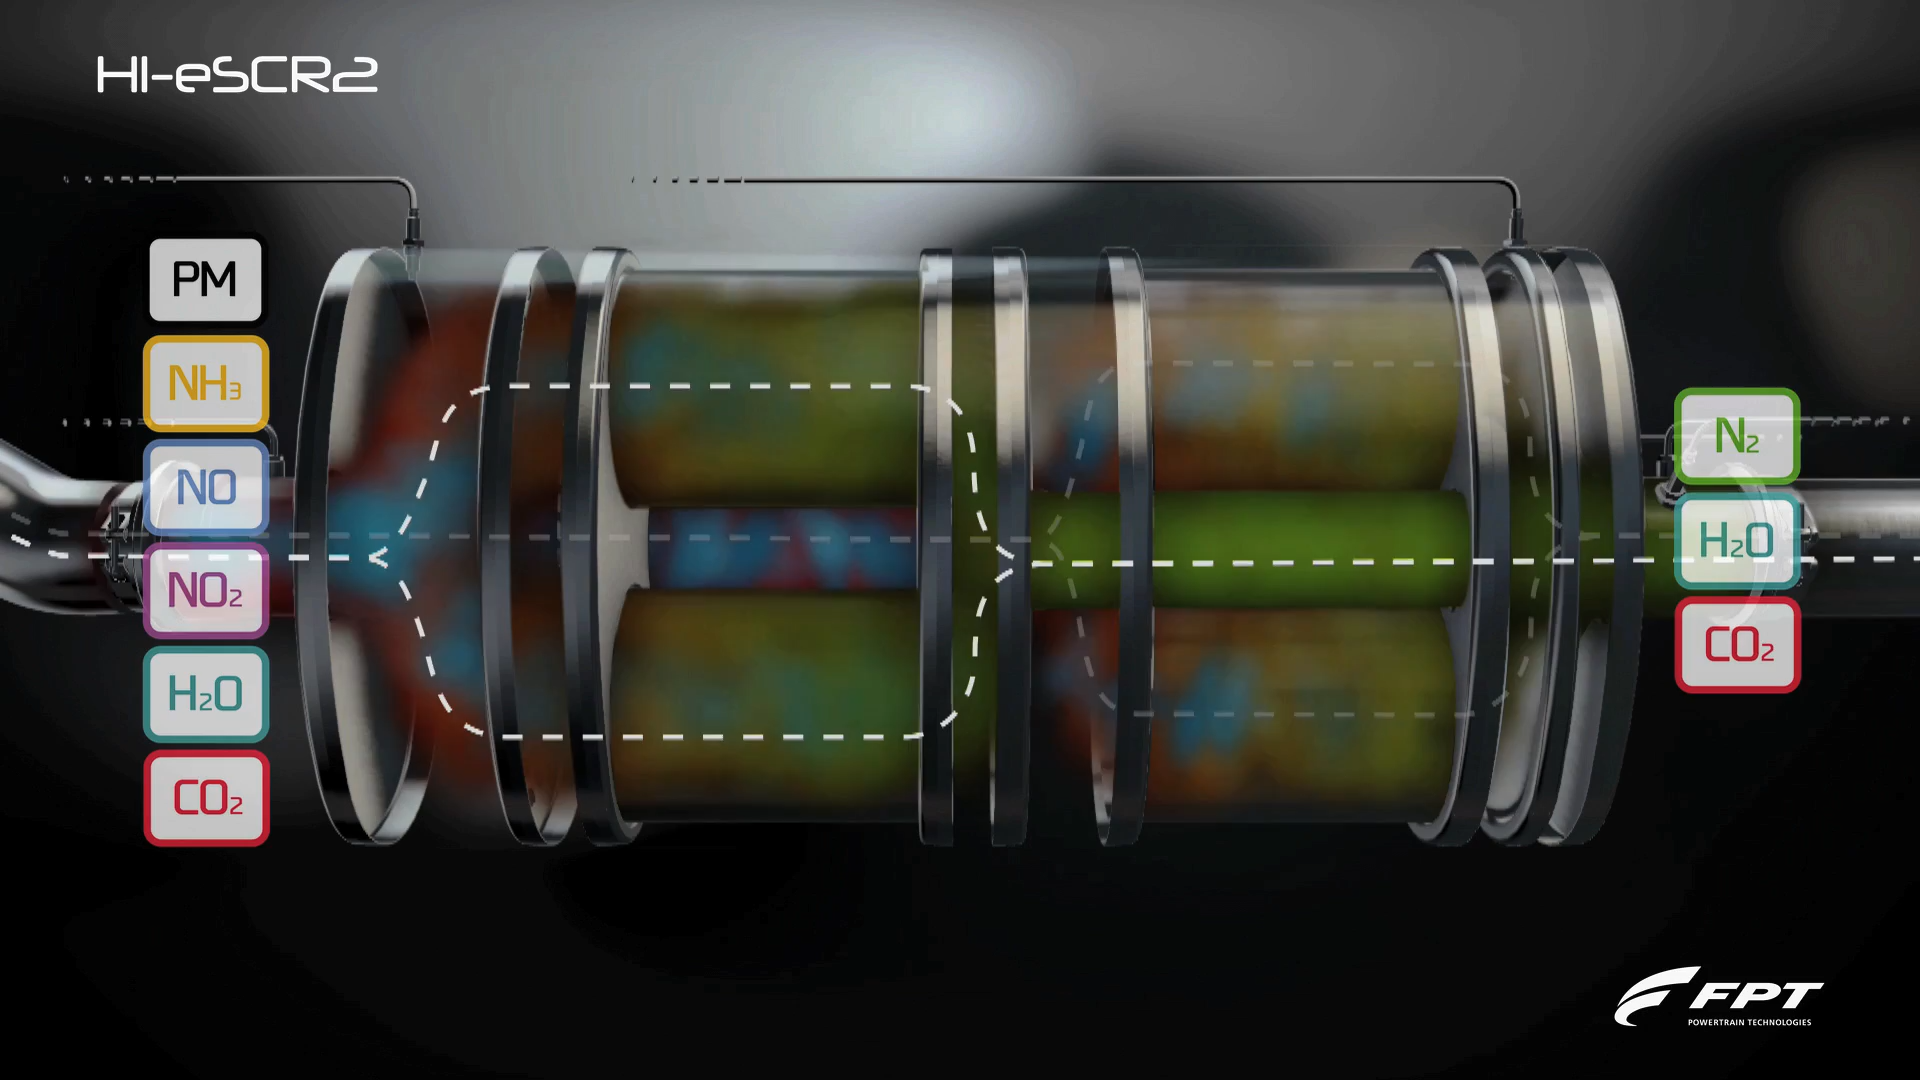 HI-eSCR2
PM
NH₃
NO
NO₂
H₂O
CO₂
N₂
H₂O
CO₂
FPT
POWERTRAIN TECHNOLOGIES